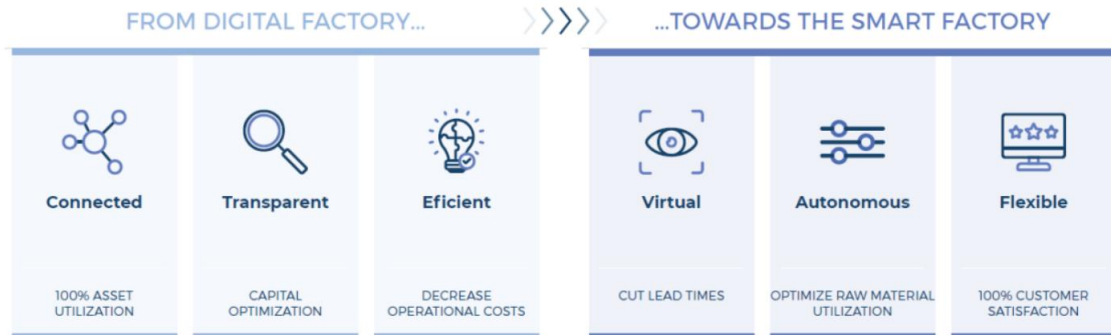 FROM DIGITAL FACTORY...
...TOWARDS THE SMART FACTORY
Connected
Transparent
Eficient
Virtual
Autonomous
Flexible
100% ASSET
UTILIZATION
CAPITAL
OPTIMIZATION
DECREASE
OPERATIONAL COSTS
CUT LEAD TIMES
OPTIMIZE RAW MATERIAL
UTILIZATION
100% CUSTOMER
SATISFACTION